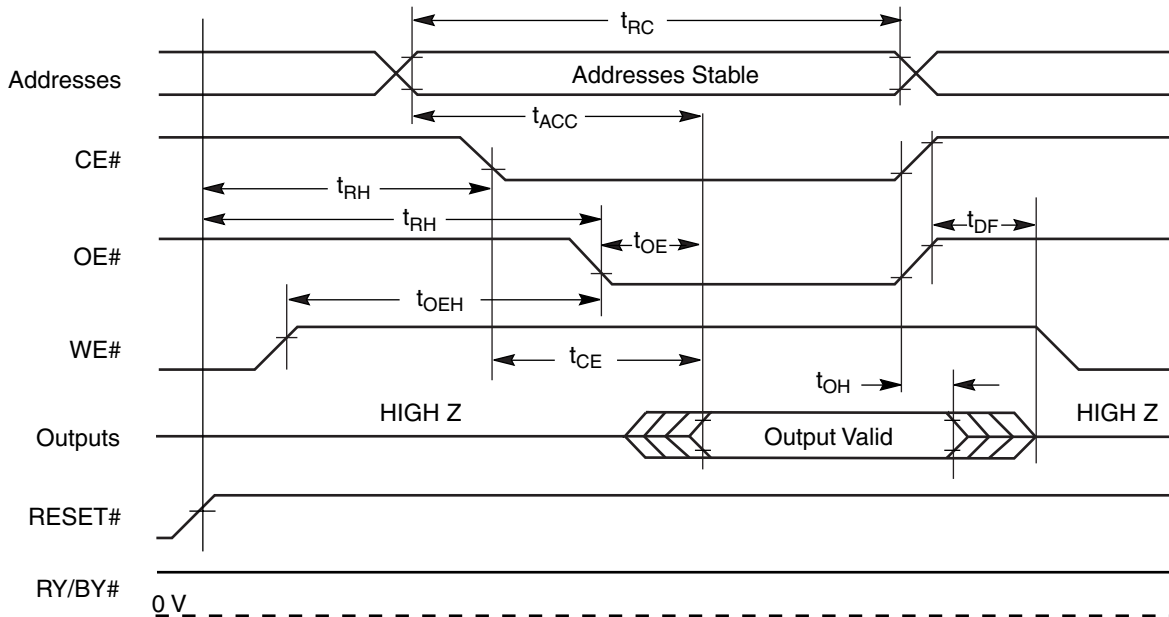 tRC
Addresses
Addresses Stable
tACC
CE#
tRH
tRH
tDF
OE#
tOE
tOEH
WE#
tCE
tOH
HIGH Z
HIGH Z
Outputs
Output Valid
RESET#
RY/BY#
0 V